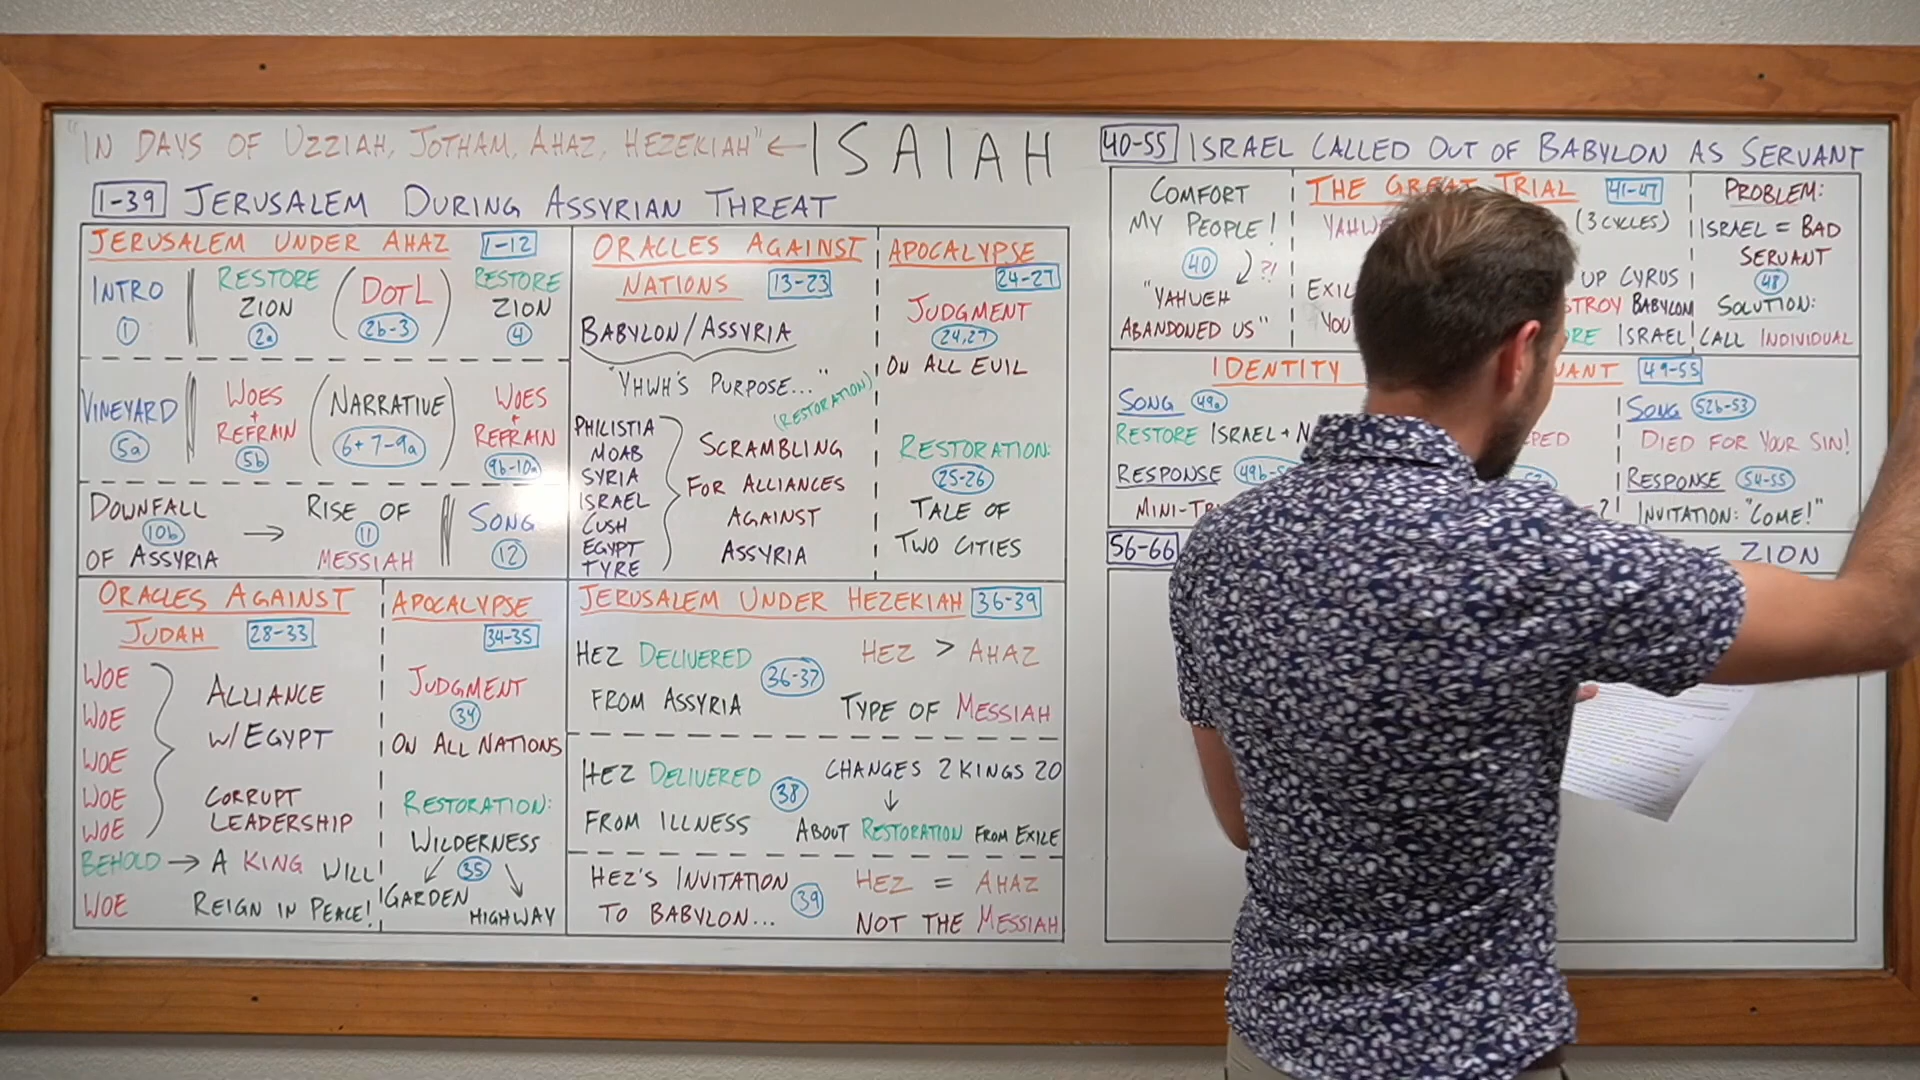 "IN DAYS OF UZZIAH, JOTHAM, AHAZ, HEZEKIAH" ← ISAIAH
1-39 JERUSALEM DURING ASSYRIAN THREAT
JERUSALEM UNDER AHAZ 1-12
INTRO
1
RESTORE
ZION
2a
(DOTL)
2b-3
RESTORE
ZION
4
VINEYARD
5a
WOES
+
REFRAIN
5b
(NARRATIVE)
6+7-9a
WOES
+
REFRAIN
9b-10a
DOWNFALL
10b
OF ASSYRIA
→
RISE OF
11
MESSIAH
SONG
12
ORACLES AGAINST
NATIONS 13-23
BABYLON/ASSYRIA
"YHWH'S PURPOSE..."
(RESTORATION)
PHILISTIA
MOAB
SYRIA
ISRAEL
CUSH
EGYPT
TYRE
SCRAMBLING
FOR ALLIANCES
AGAINST
ASSYRIA
APOCALYPSE
24-27
JUDGMENT
24,27
ON ALL EVIL
RESTORATION:
25-26
TALE OF
TWO CITIES
ORACLES AGAINST
JUDAH 28-33
WOE
WOE
WOE
WOE
WOE
ALLIANCE
W/EGYPT
CORRUPT
LEADERSHIP
BEHOLD → A KING WILL
REIGN IN PEACE!
WOE
APOCALYPSE
34-35
JUDGMENT
34
ON ALL NATIONS
RESTORATION:
WILDERNESS
35
GARDEN
HIGHWAY
JERUSALEM UNDER HEZEKIAH 36-39
HEZ DELIVERED
FROM ASSYRIA
36-37
HEZ > AHAZ
TYPE OF MESSIAH
HEZ DELIVERED
FROM ILLNESS
38
CHANGES 2 KINGS 20
↓
ABOUT RESTORATION FROM EXILE
HEZ'S INVITATION
TO BABYLON...
39
HEZ = AHAZ
NOT THE MESSIAH
40-55 ISRAEL CALLED OUT OF BABYLON AS SERVANT
COMFORT
MY PEOPLE!
40
?!
"YAHWEH
ABANDONED US"
THE GREAT TRIAL 41-47
(3 CYCLES)
UP CYRUS
BABYLON
ISRAEL
PROBLEM:
ISRAEL = BAD
SERVANT
48
SOLUTION:
CALL INDIVIDUAL
IDENTITY
49-55
SONG 49a
RESTORE ISRAEL +
RESPONSE
SONG 52b-53
DIED FOR YOUR SIN!
RESPONSE 54-55
INVITATION: "COME!"
56-66
ZION